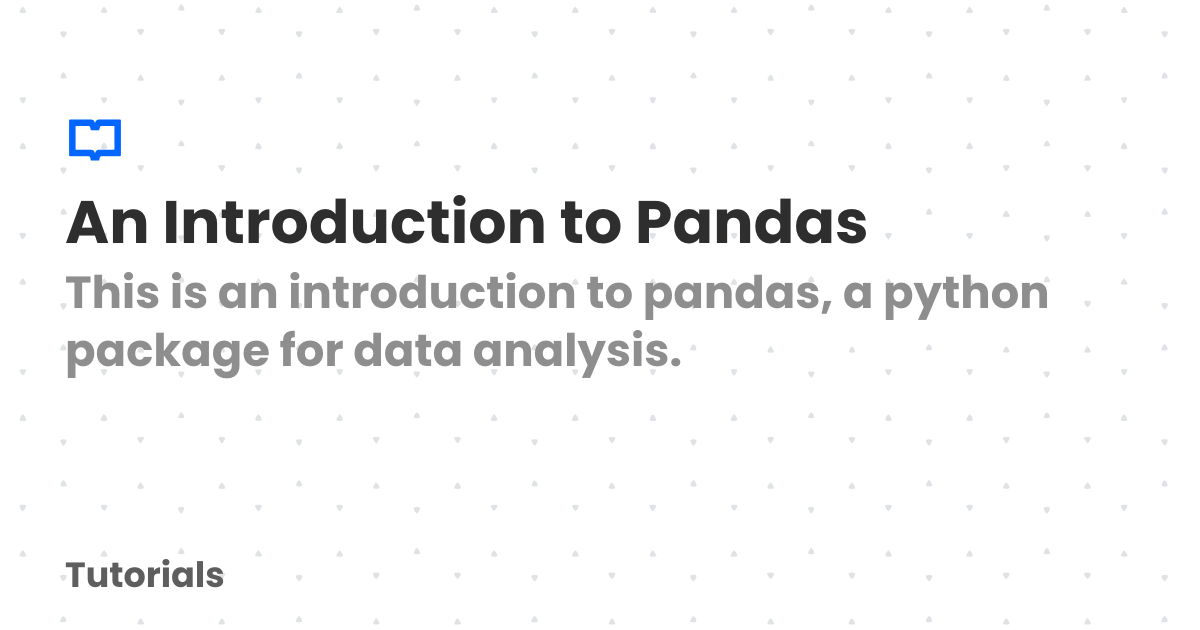 An Introduction to Pandas
This is an introduction to pandas, a python
package for data analysis.
Tutorials